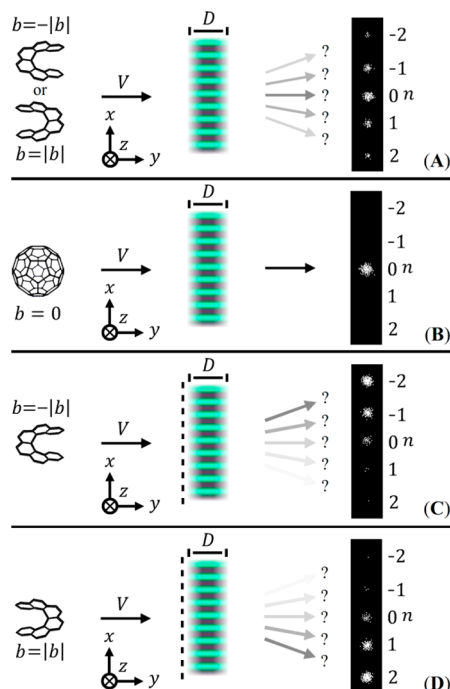 D
b=-|b|
or
b=|b|
V
x
z
y
?
?
?
?
?
-2
-1
0 n
1
2
(A)
D
b = 0
V
x
z
y
-2
-1
0 n
1
2
(B)
D
b=-|b|
V
x
z
y
?
?
?
?
?
-2
-1
0 n
1
2
(C)
D
b=|b|
V
x
z
y
?
?
?
?
?
-2
-1
0 n
1
2
(D)